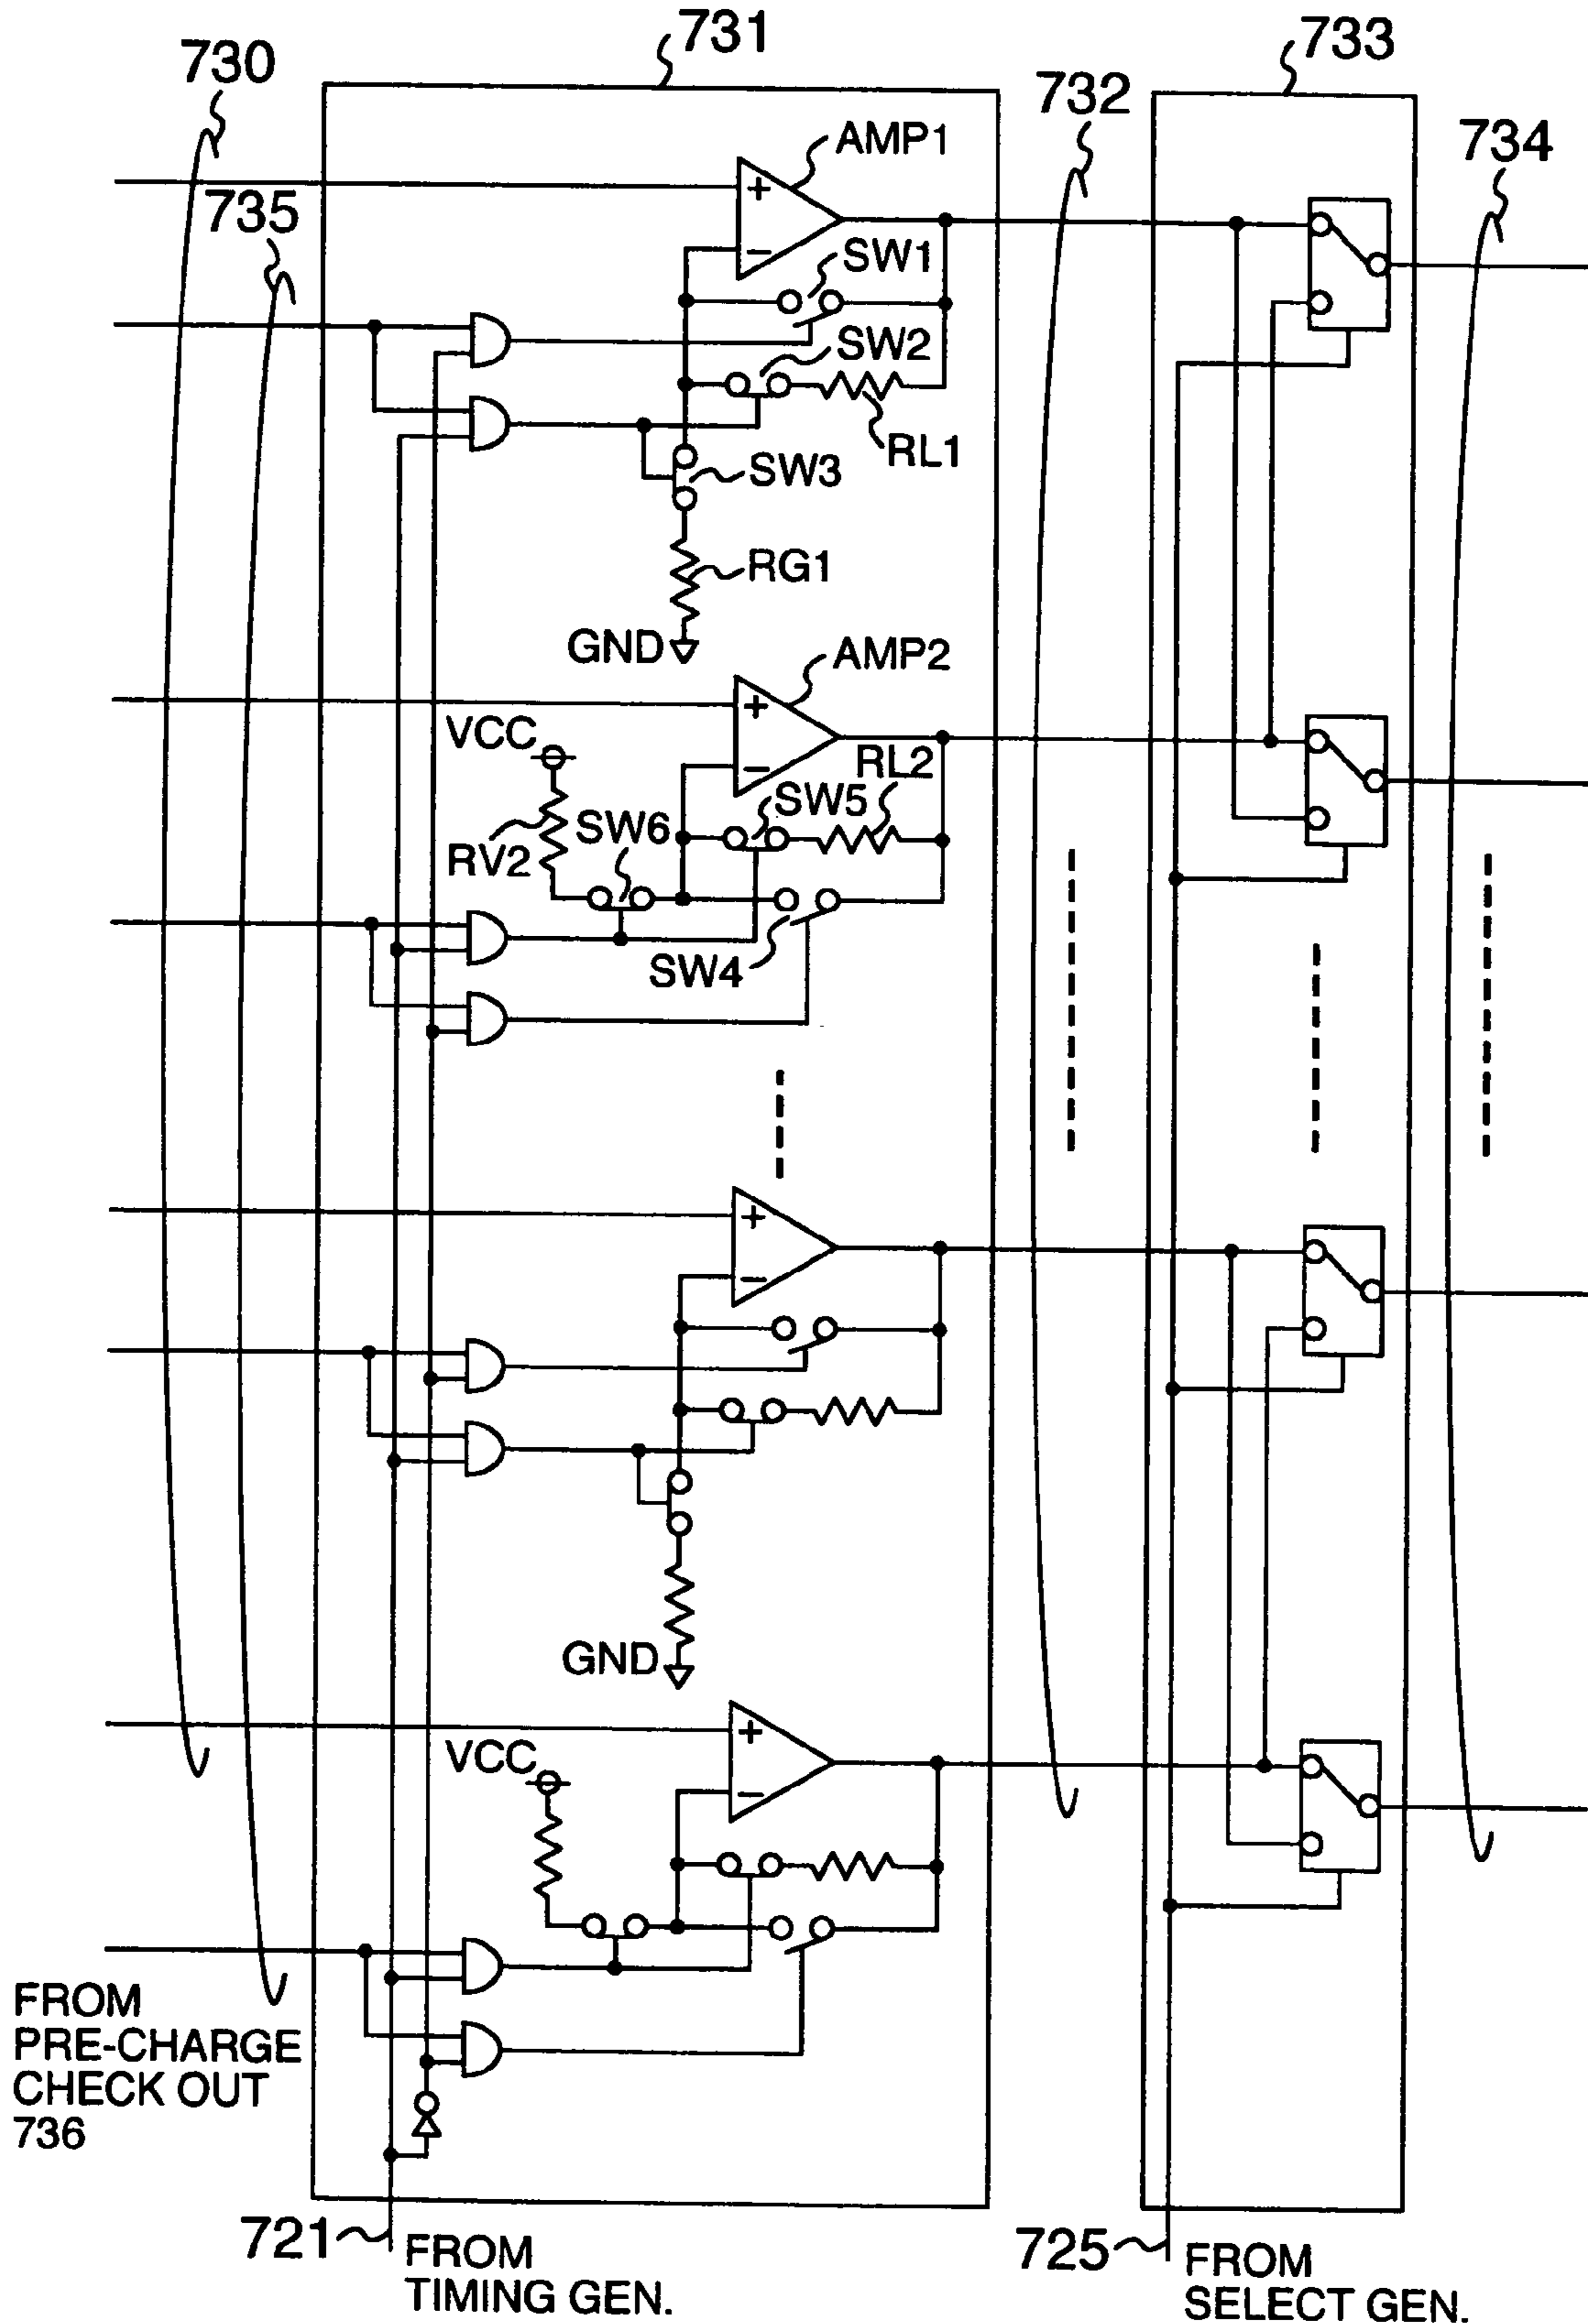 731
733
730
732
AMP1
734
+
735
−
SW1
SW2
RL1
SW3
RG1
GND
AMP2
+
VCC
−
RL2
SW5
SW6
RV2
SW4
+
−
GND
+
VCC
−
FROM
PRE-CHARGE
CHECK OUT
736
721
FROM
TIMING GEN.
725
FROM
SELECT GEN.